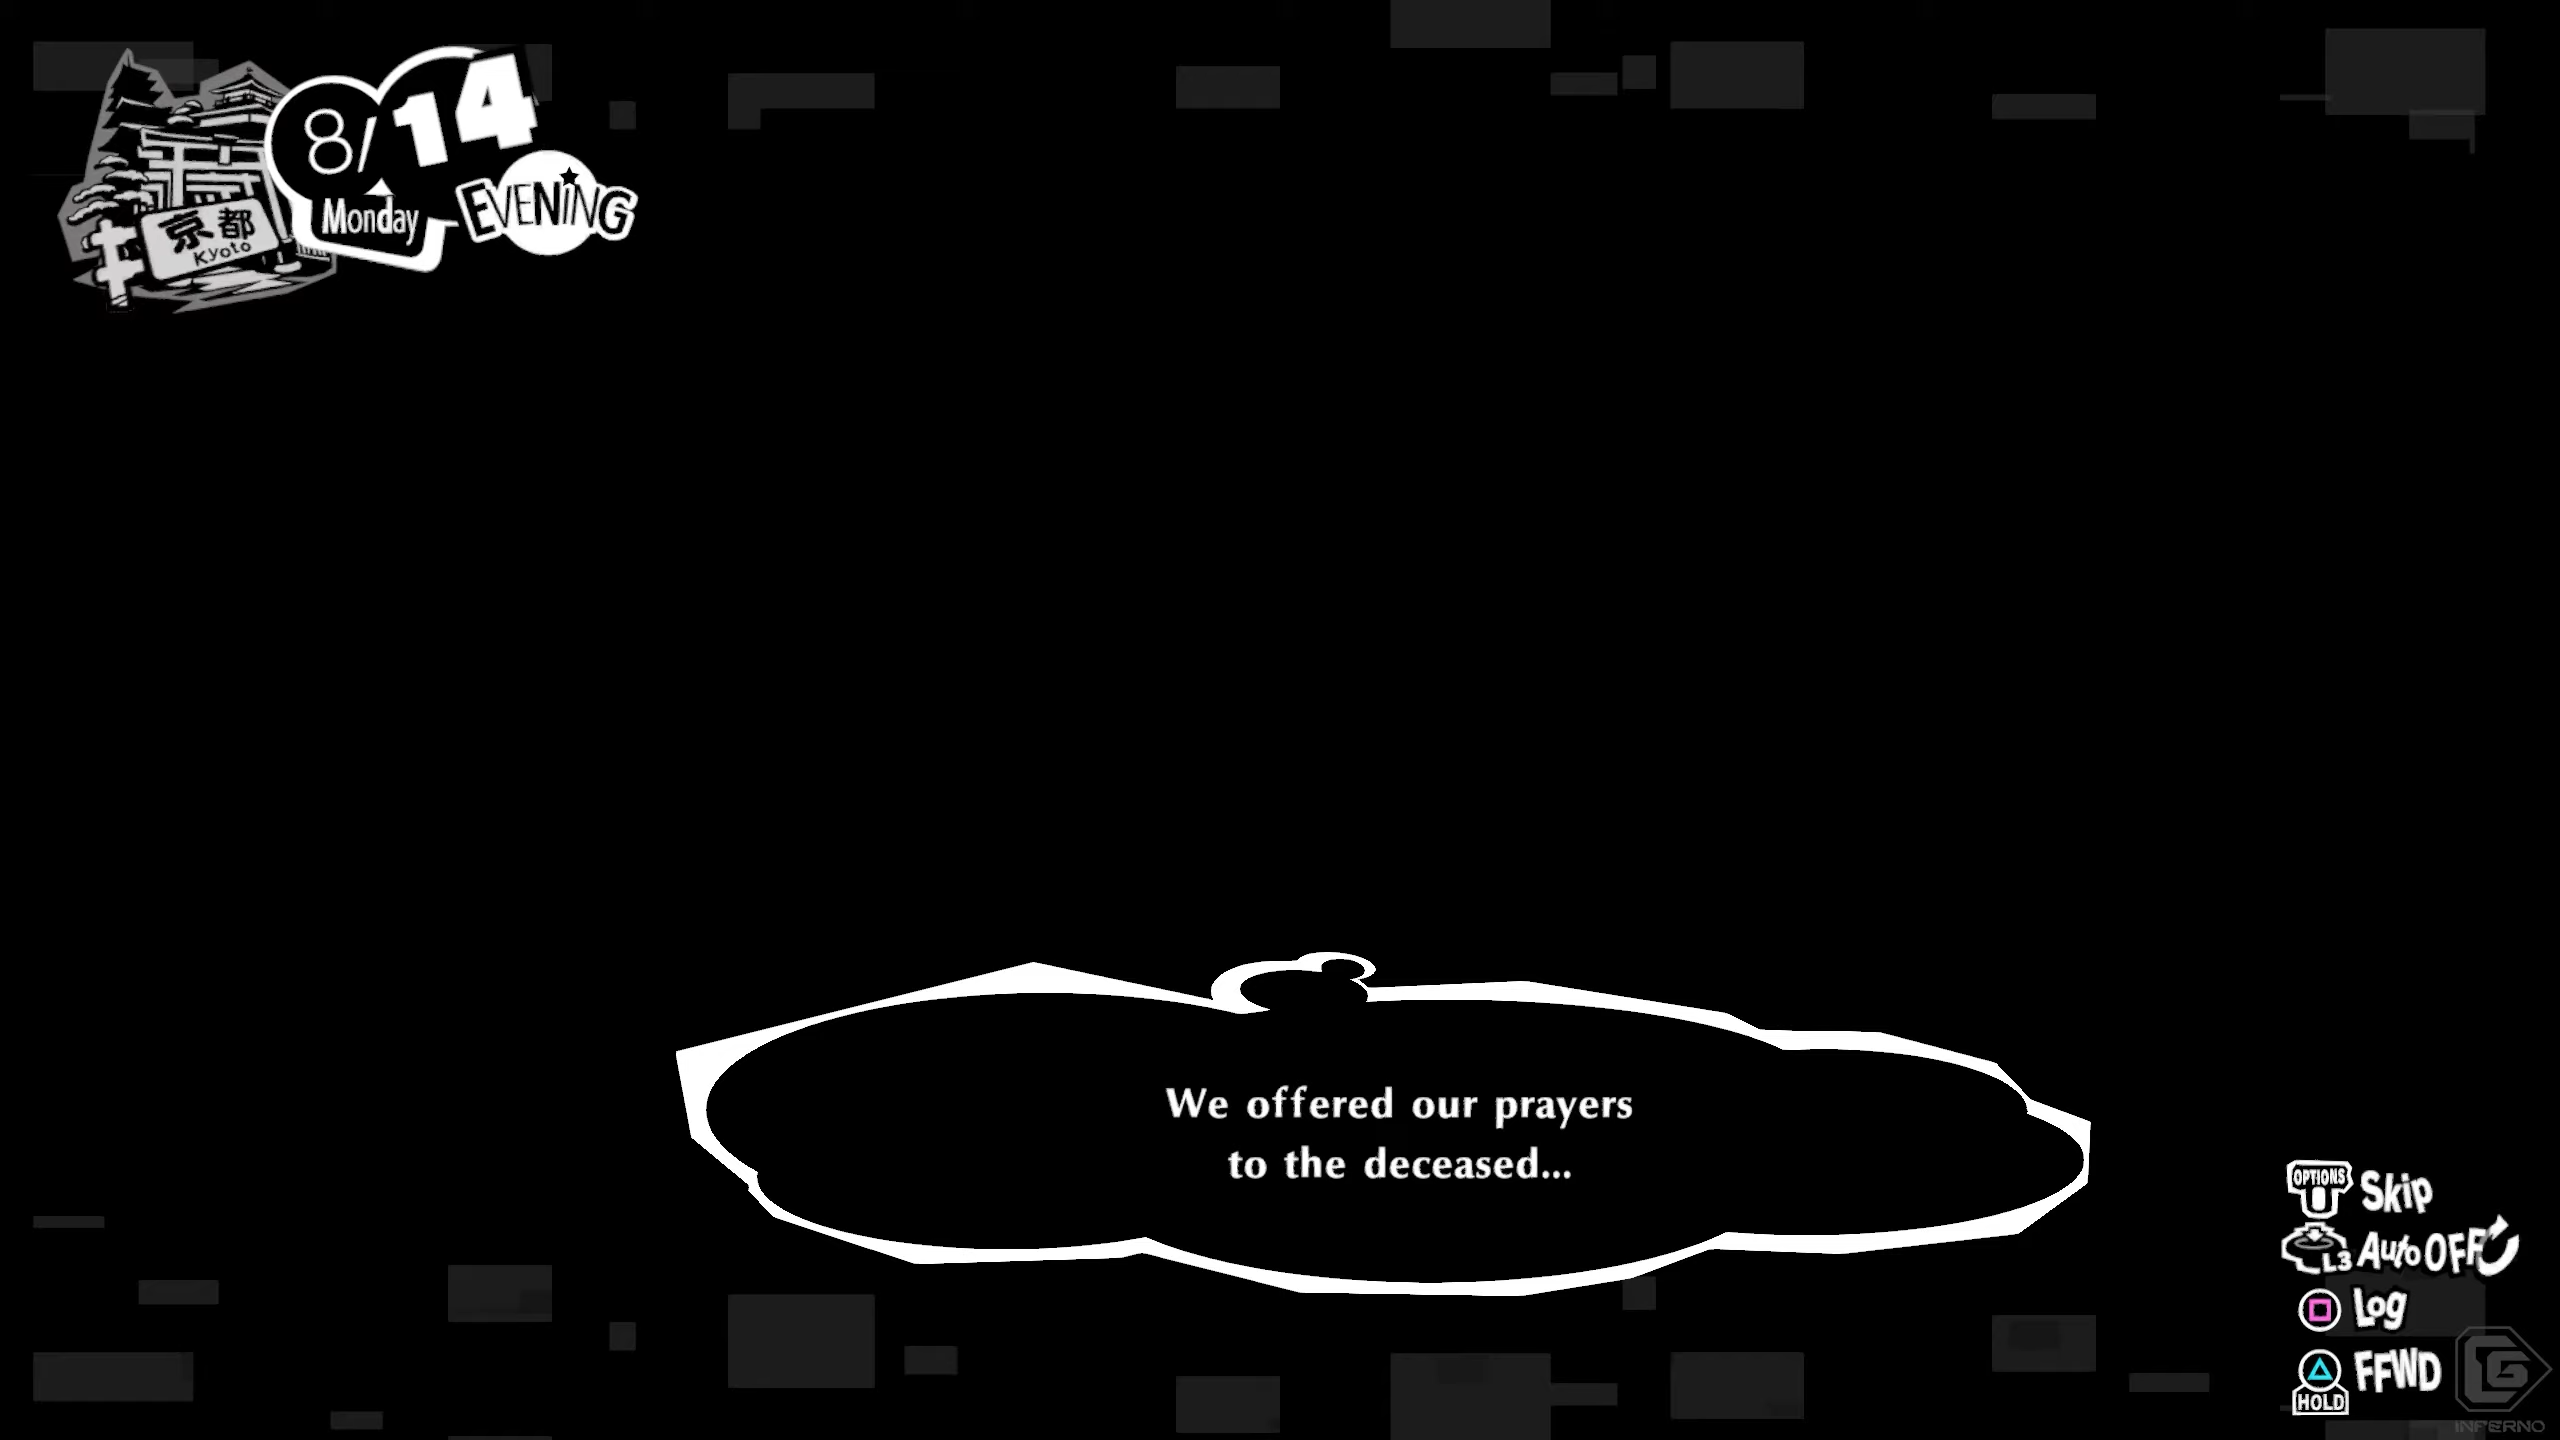 8/14
Monday
EVENING
京都
Kyoto
We offered our prayers
to the deceased...
OPTIONS Skip
L3 Auto OFF
Log
FFWD
HOLD
INFERNO